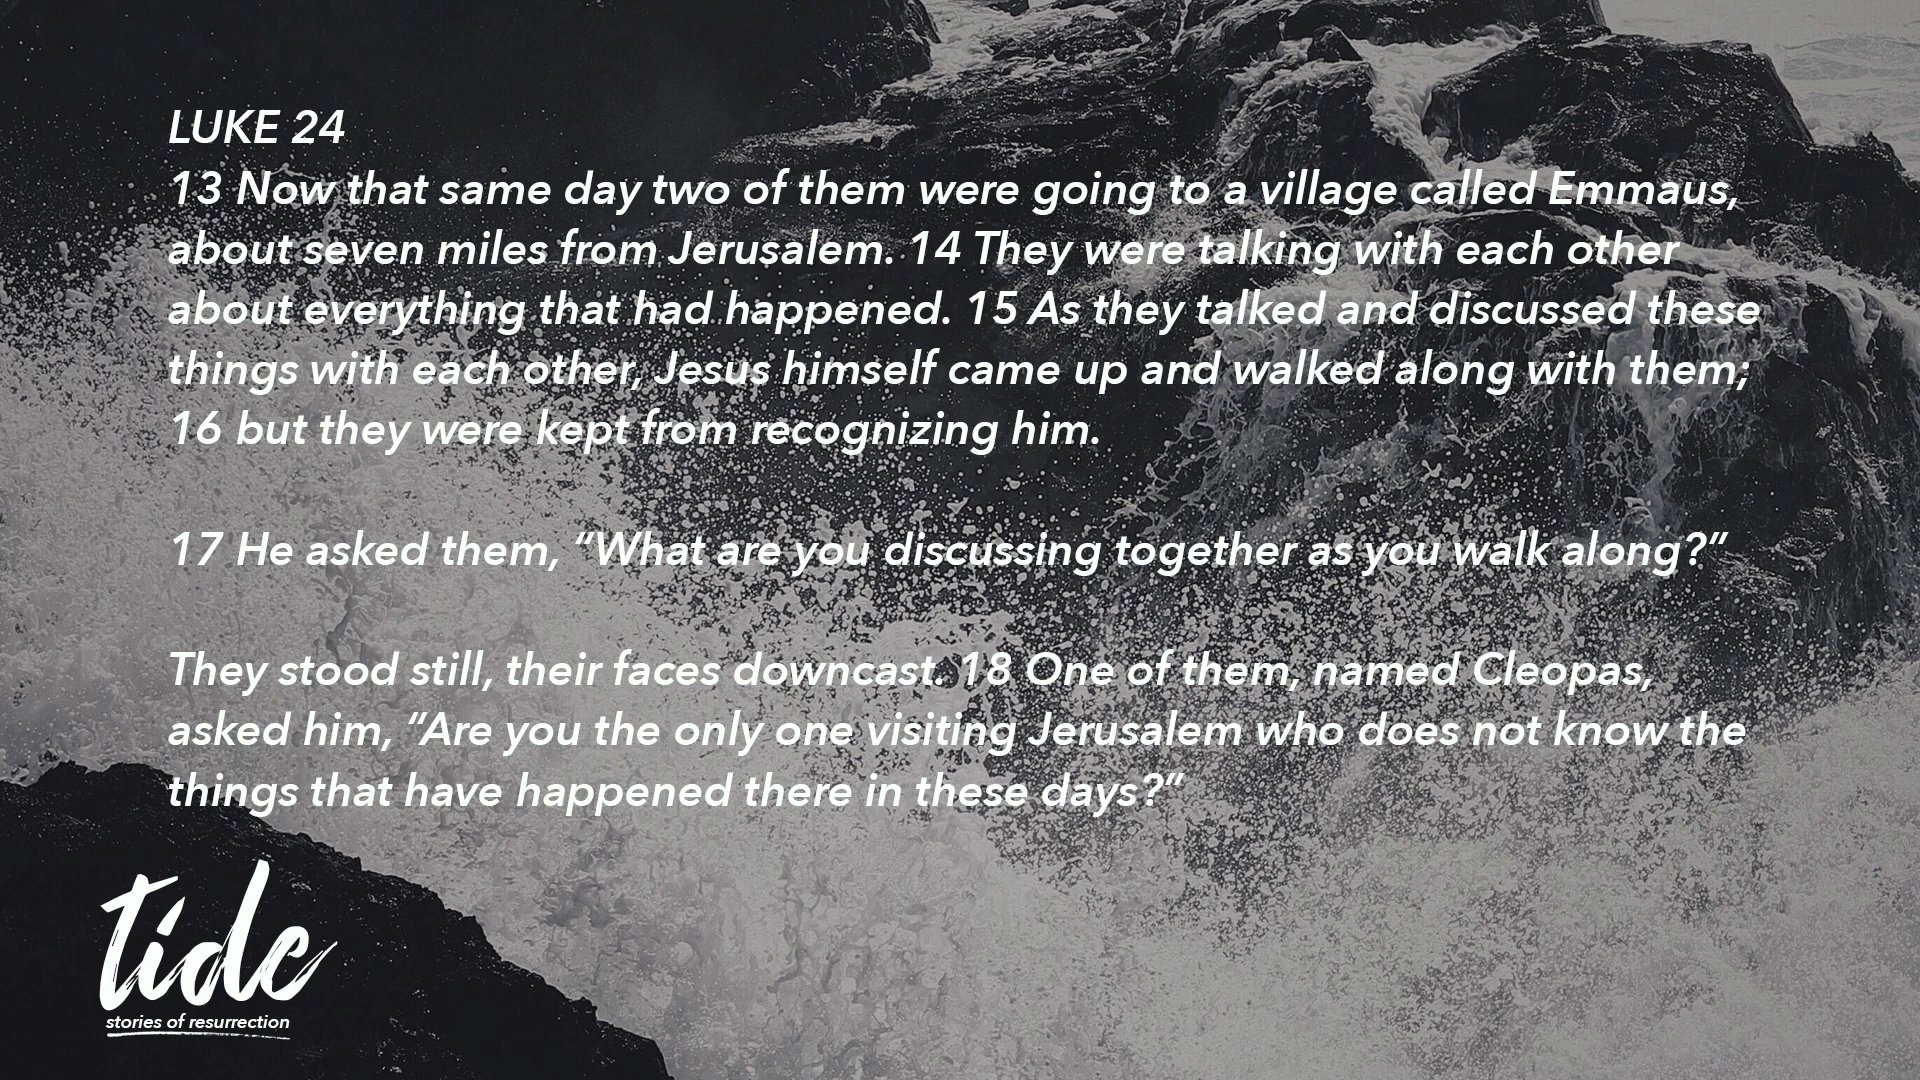 LUKE 24
13 Now that same day two of them were going to a village called Emmaus,
about seven miles from Jerusalem. 14 They were talking with each other
about everything that had happened. 15 As they talked and discussed these
things with each other, Jesus himself came up and walked along with them;
16 but they were kept from recognizing him.
17 He asked them, “What are you discussing together as you walk along?”
They stood still, their faces downcast. 18 One of them, named Cleopas,
asked him, “Are you the only one visiting Jerusalem who does not know the
things that have happened there in these days?”
tide
stories of resurrection